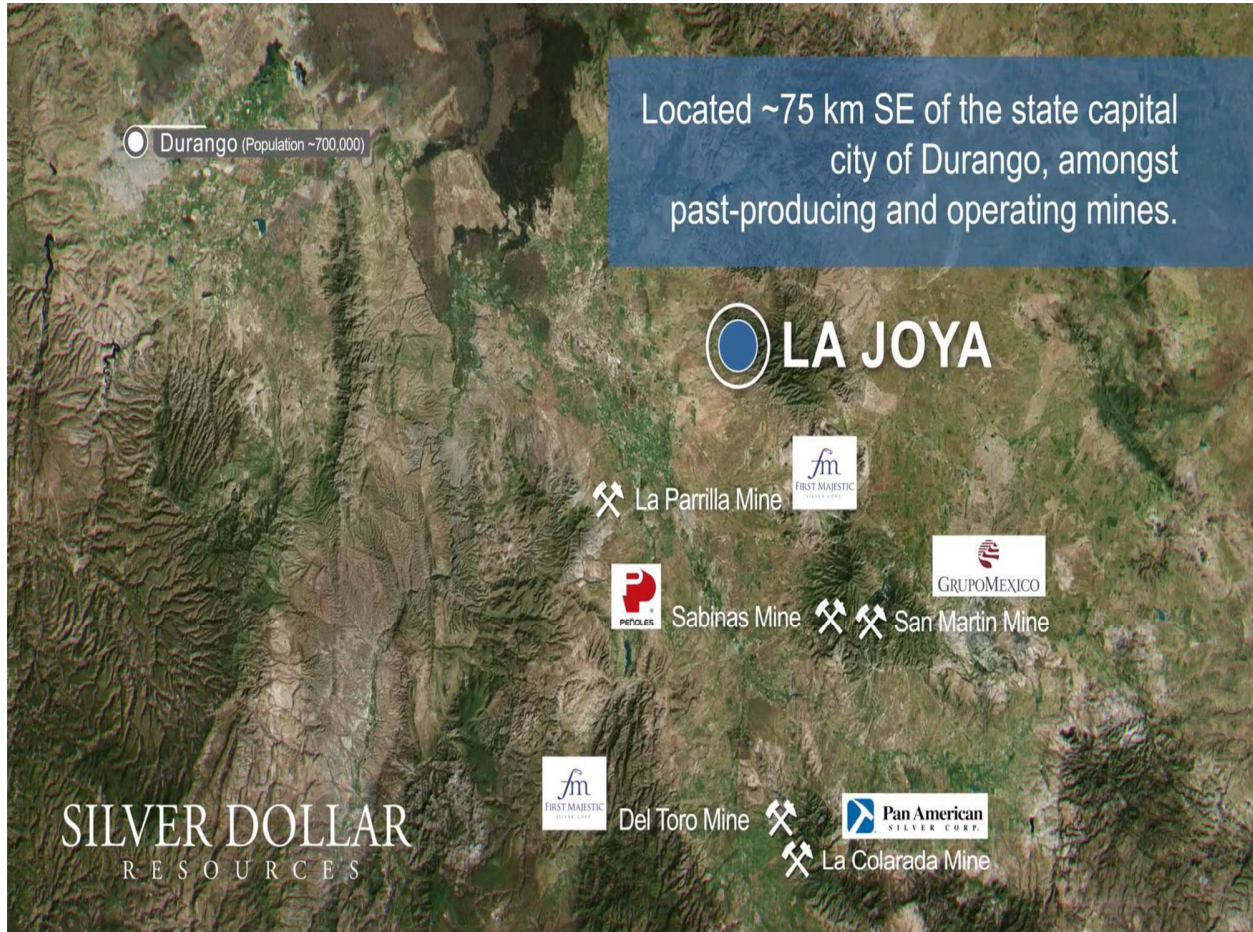 Located ~75 km SE of the state capital
city of Durango, amongst
past-producing and operating mines.
Durango (Population ~700,000)
LA JOYA
fm
FIRST MAJESTIC
SILVER CORP
La Parrilla Mine
GRUPOMEXICO
PEÑOLES
Sabinas Mine
San Martin Mine
fm
FIRST MAJESTIC
SILVER CORP
Del Toro Mine
Pan American
SILVER CORP.
La Colarada Mine
SILVER DOLLAR
RESOURCES